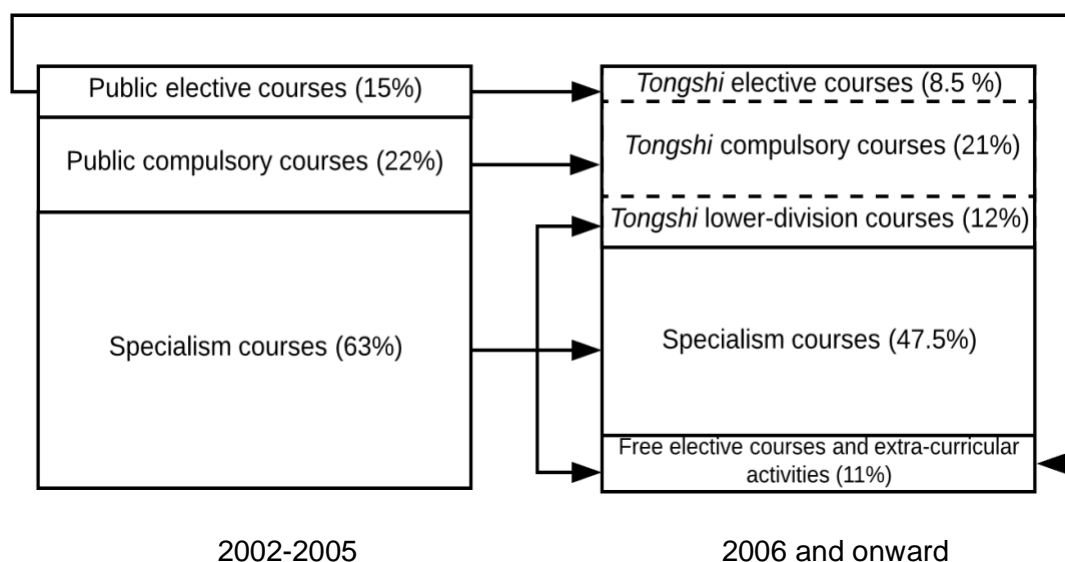 Public elective courses (15%)
Public compulsory courses (22%)
Specialism courses (63%)
2002-2005
Tongshi elective courses (8.5 %)
Tongshi compulsory courses (21%)
Tongshi lower-division courses (12%)
Specialism courses (47.5%)
Free elective courses and extra-curricular
activities (11%)
2006 and onward